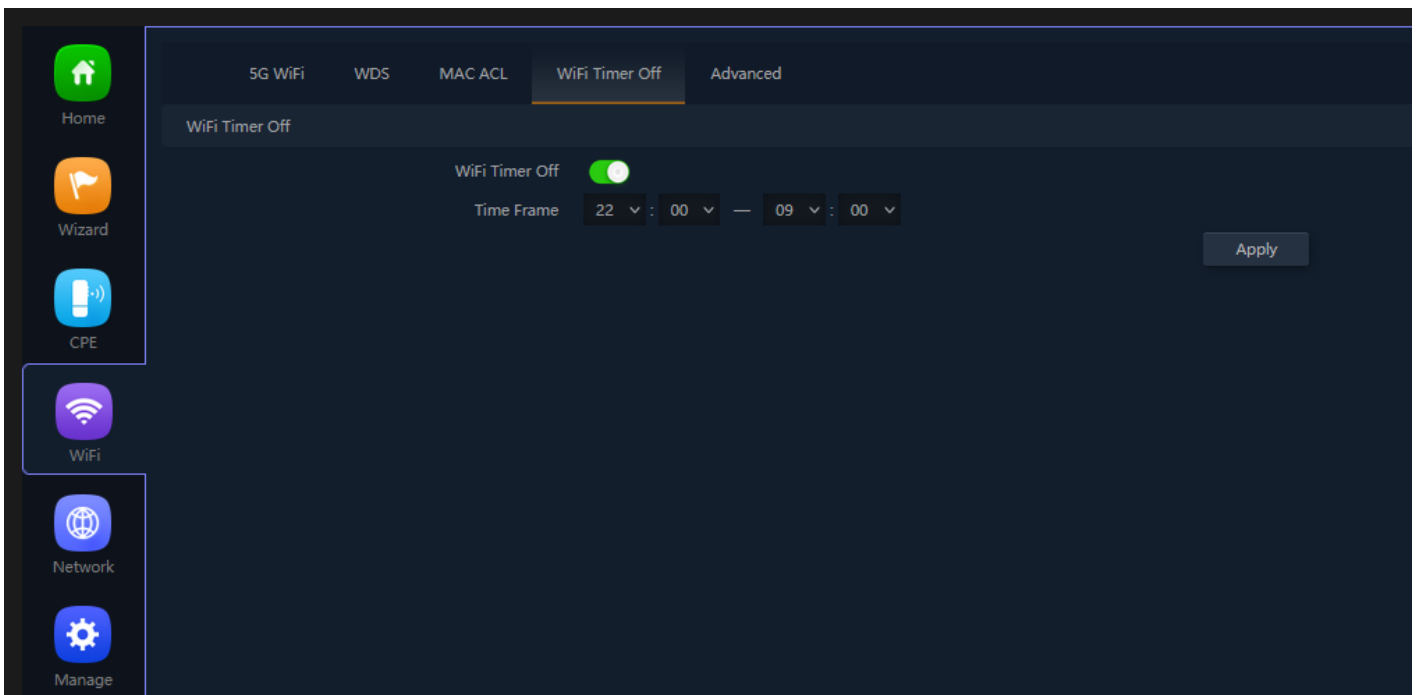 Home
Wizard
CPE
WiFi
Network
Manage
5G WiFi WDS MAC ACL WiFi Timer Off Advanced
WiFi Timer Off
WiFi Timer Off
Time Frame 22 : 00 — 09 : 00
Apply